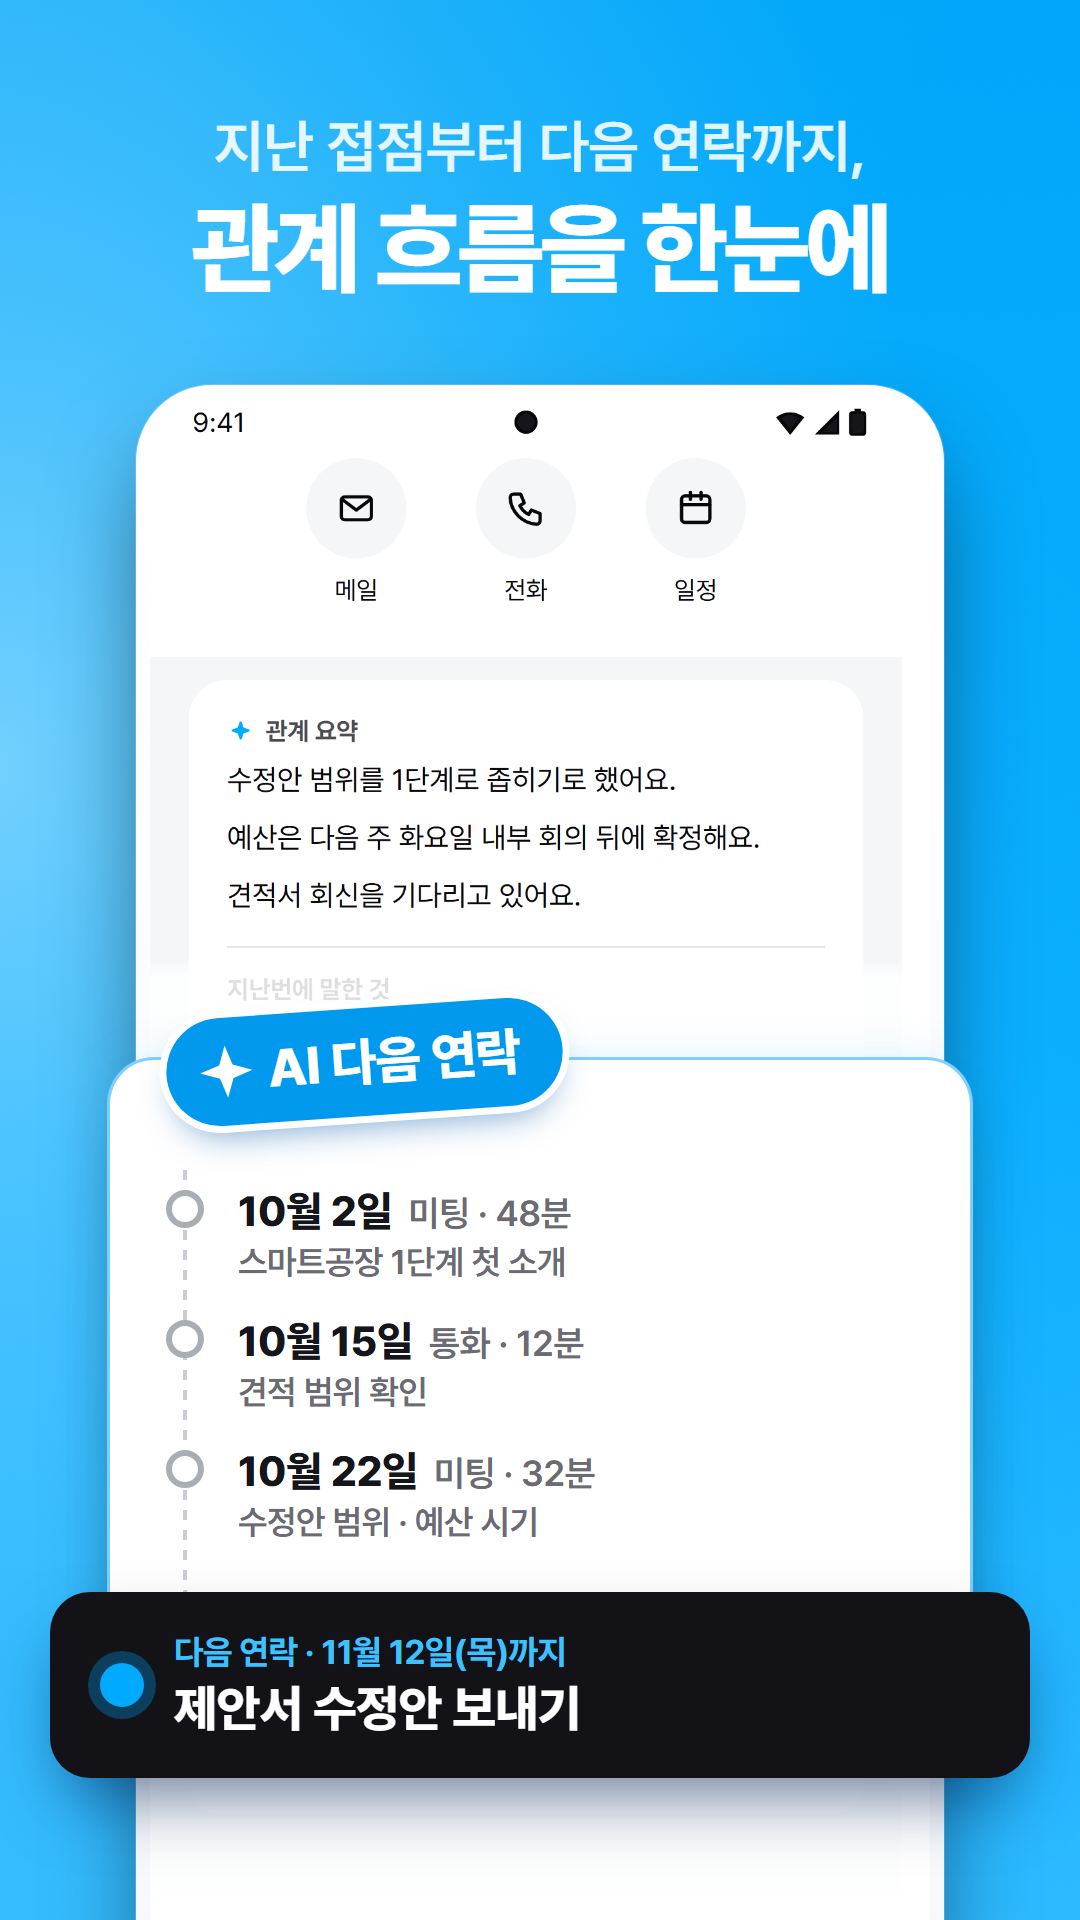 지난 접점부터 다음 연락까지,
관계 흐름을 한눈에
9:41
메일
전화
일정
관계 요약
수정안 범위를 1단계로 좁히기로 했어요.
예산은 다음 주 화요일 내부 회의 뒤에 확정해요.
견적서 회신을 기다리고 있어요.
지난번에 말한 것
AI 다음 연락
10월 2일 미팅 · 48분
스마트공장 1단계 첫 소개
10월 15일 통화 · 12분
견적 범위 확인
10월 22일 미팅 · 32분
수정안 범위 · 예산 시기
다음 연락 · 11월 12일(목)까지
제안서 수정안 보내기